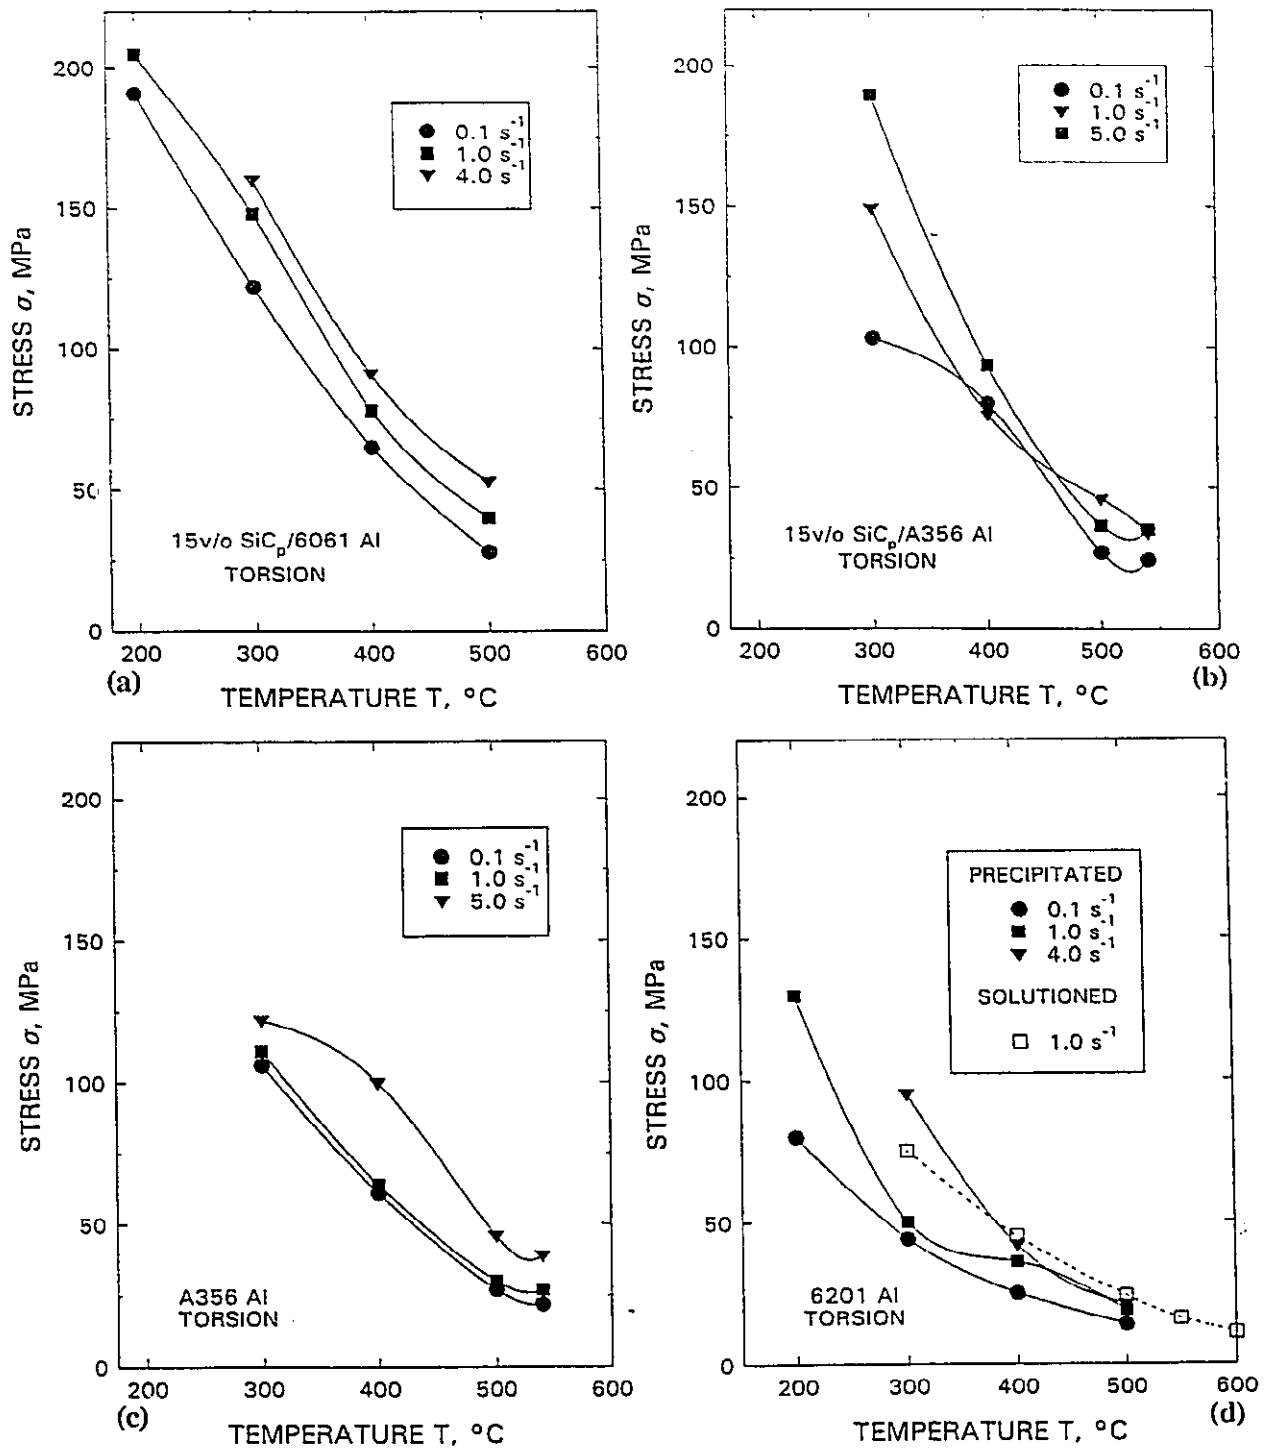 200
150
100
50
0
STRESS σ, MPa
0.1 s⁻¹
1.0 s⁻¹
4.0 s⁻¹
15v/o SiCₚ/6061 Al
TORSION
200 300 400 500 600
TEMPERATURE T, °C
(a)
200
150
100
50
0
STRESS σ, MPa
0.1 s⁻¹
1.0 s⁻¹
5.0 s⁻¹
15v/o SiCₚ/A356 Al
TORSION
200 300 400 500 600
TEMPERATURE T, °C
(b)
200
150
100
50
0
STRESS σ, MPa
0.1 s⁻¹
1.0 s⁻¹
5.0 s⁻¹
A356 Al
TORSION
200 300 400 500 600
TEMPERATURE T, °C
(c)
200
150
100
50
0
STRESS σ, MPa
PRECIPITATED
0.1 s⁻¹
1.0 s⁻¹
4.0 s⁻¹
SOLUTIONED
1.0 s⁻¹
6201 Al
TORSION
200 300 400 500 600
TEMPERATURE T, °C
(d)